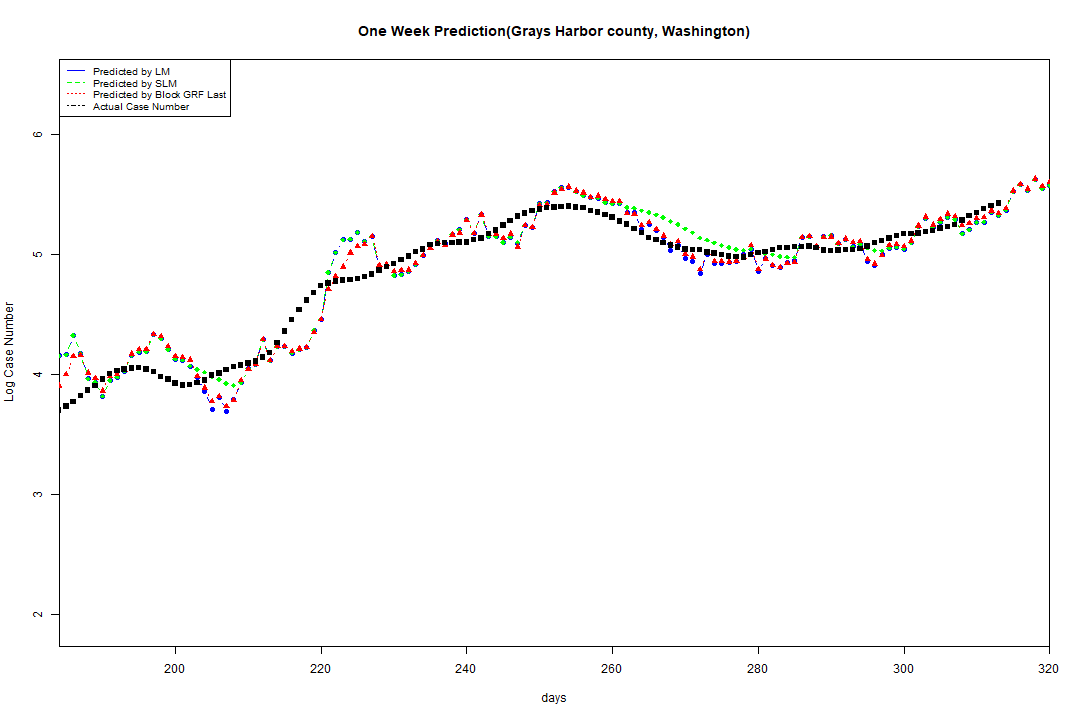 One Week Prediction(Grays Harbor county, Washington)
Predicted by LM
Predicted by SLM
Predicted by Block GRF Last
Actual Case Number
Log Case Number
6
5
4
3
2
200 220 240 260 280 300 320
days